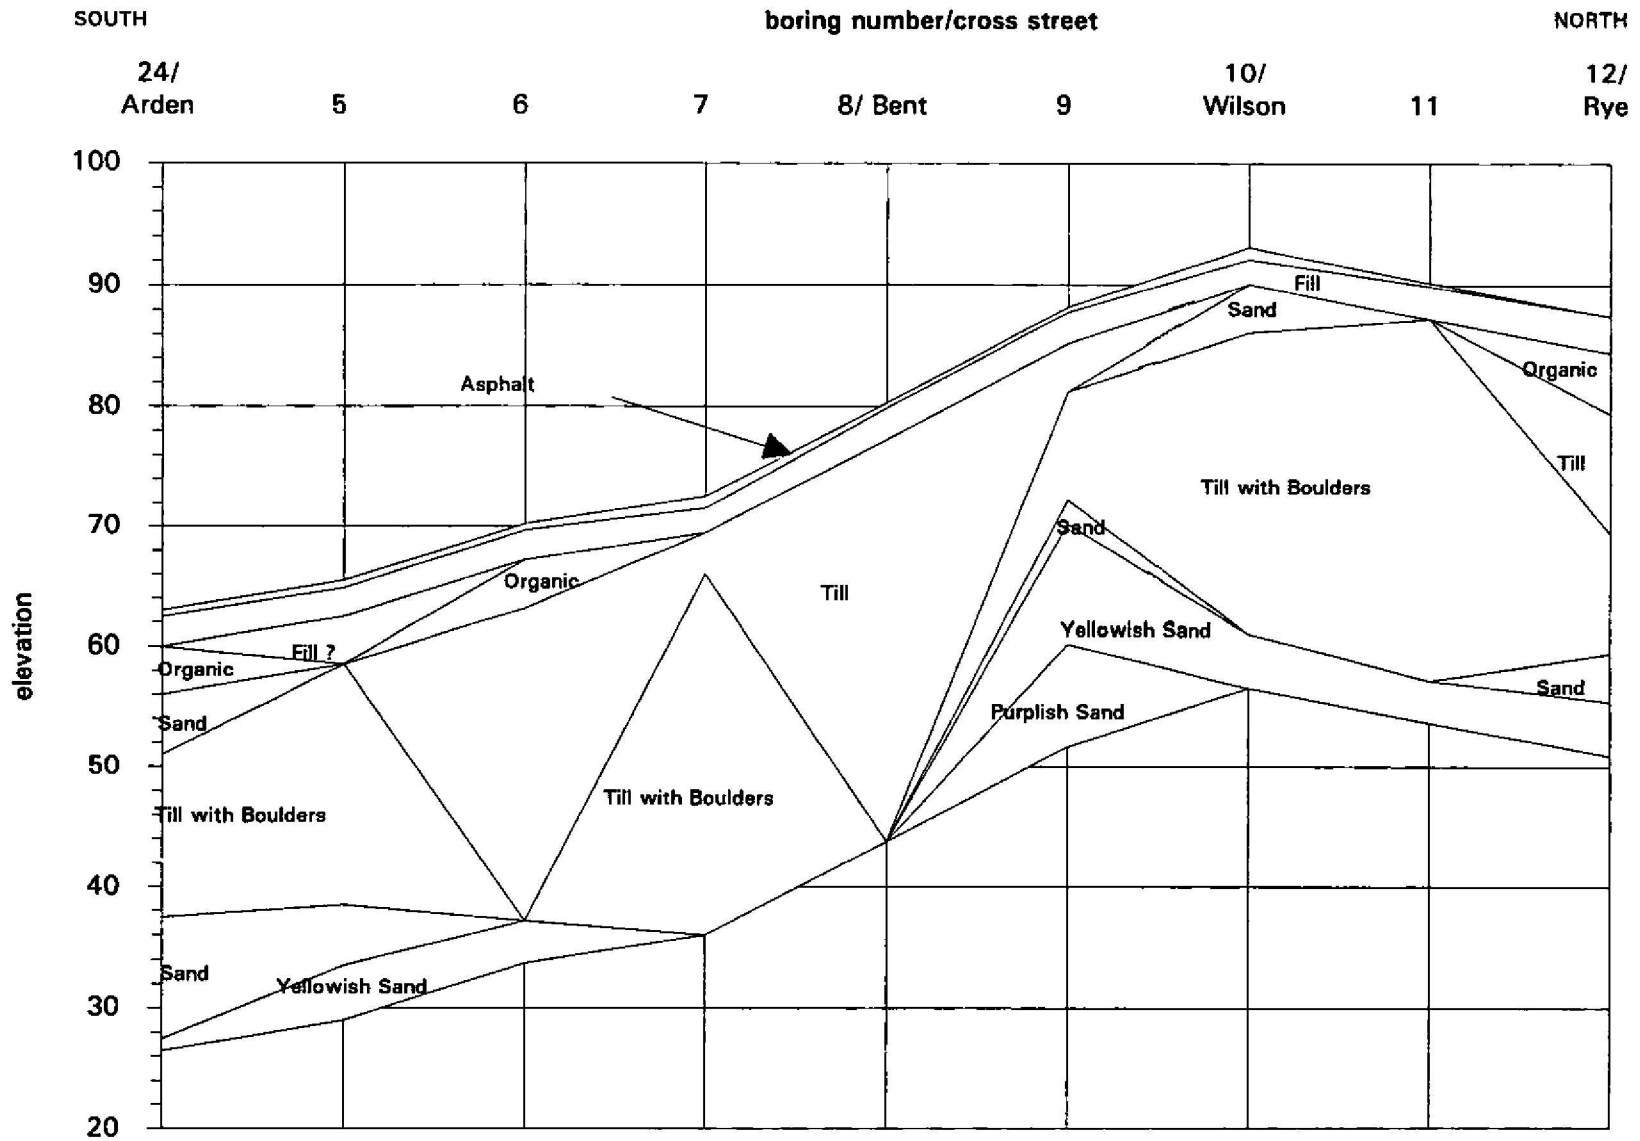 SOUTH
boring number/cross street
NORTH
24/
Arden
5
6
7
8/ Bent
9
10/
Wilson
11
12/
Rye
100
90
80
70
60
50
40
30
20
elevation
Fill
Sand
Organic
Asphalt
Till
Till with Boulders
Sand
Organic
Till
Yellowish Sand
Fill ?
Organic
Sand
Purplish Sand
Sand
Till with Boulders
Till with Boulders
Sand
Yellowish Sand